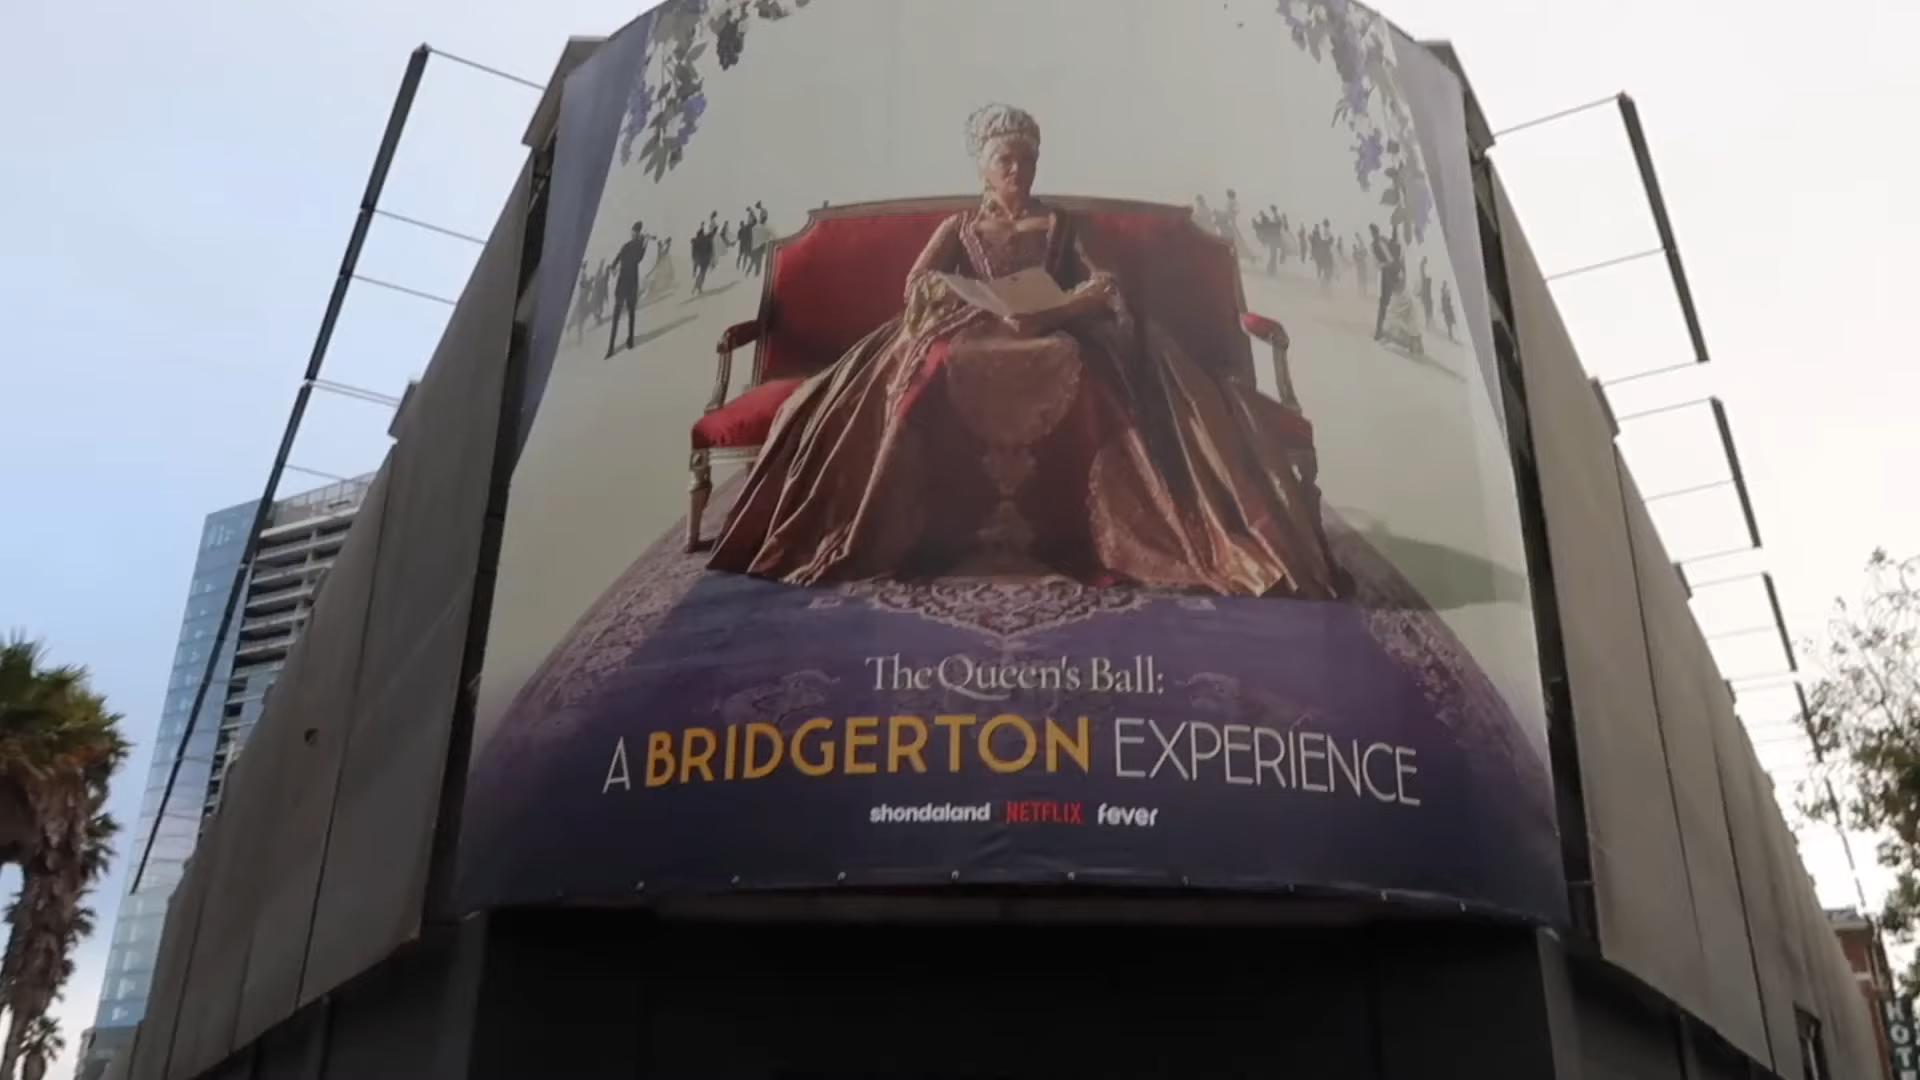 The Queen's Ball:
A BRIDGERTON EXPERIENCE
shondaland NETFLIX fever